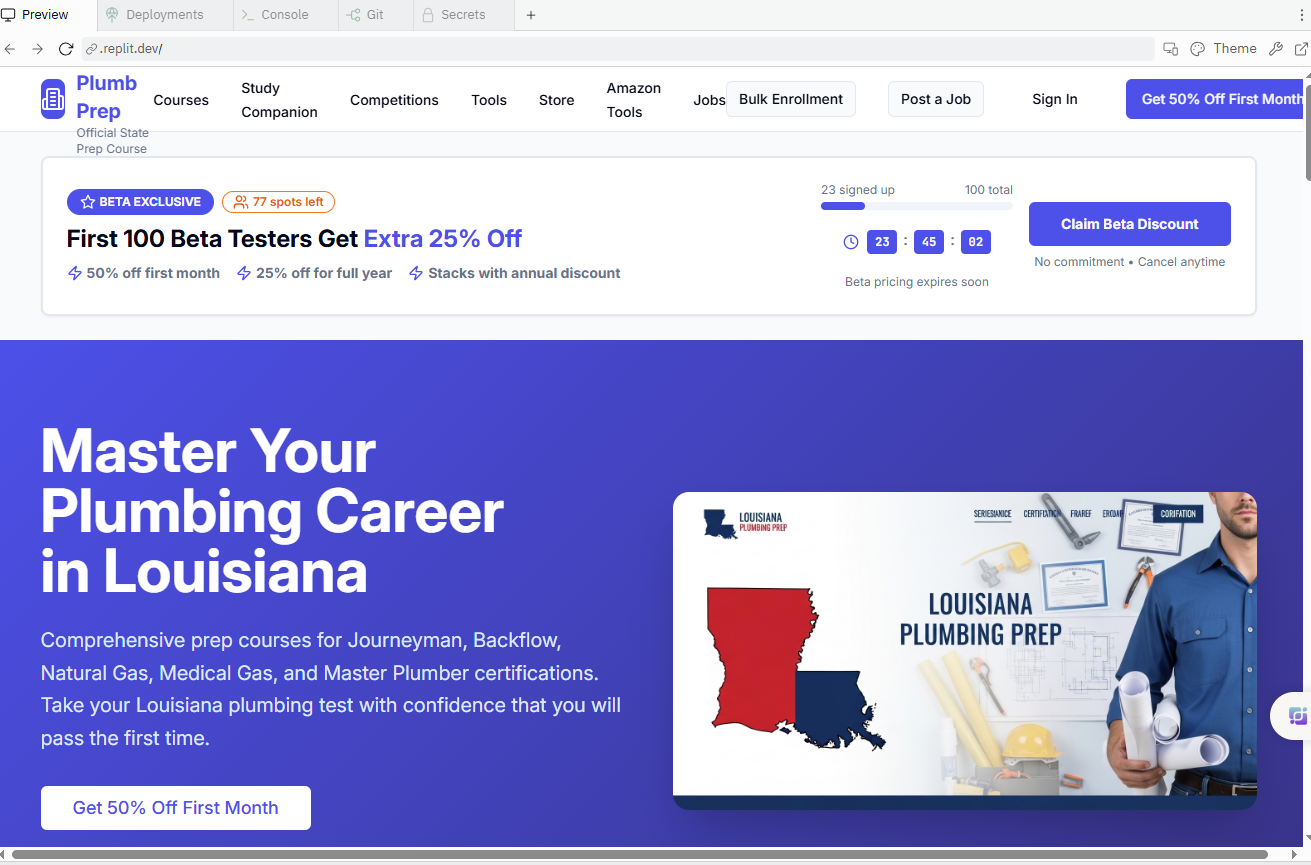 Preview
Deployments
Console
Git
Secrets
.replit.dev/
Theme
Plumb
Prep
Official State
Prep Course
Courses
Study
Companion
Competitions
Tools
Store
Amazon
Tools
Jobs
Bulk Enrollment
Post a Job
Sign In
Get 50% Off First Month
BETA EXCLUSIVE
77 spots left
First 100 Beta Testers Get Extra 25% Off
50% off first month
25% off for full year
Stacks with annual discount
23 signed up
100 total
23 : 45 : 02
Beta pricing expires soon
Claim Beta Discount
No commitment • Cancel anytime
Master Your
Plumbing Career
in Louisiana
Comprehensive prep courses for Journeyman, Backflow,
Natural Gas, Medical Gas, and Master Plumber certifications.
Take your Louisiana plumbing test with confidence that you will
pass the first time.
Get 50% Off First Month
LOUISIANA
PLUMBING PREP
FRAREF
CORIFATION
LOUISIANA
PLUMBING PREP